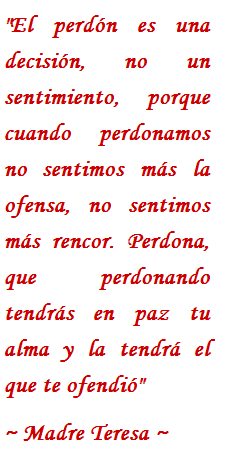 "El perdón es una
decisión, no un
sentimiento, porque
cuando perdonamos
no sentimos más la
ofensa, no sentimos
más rencor. Perdona,
que perdonando
tendrás en paz tu
alma y la tendrá el
que te ofendió"
~ Madre Teresa ~